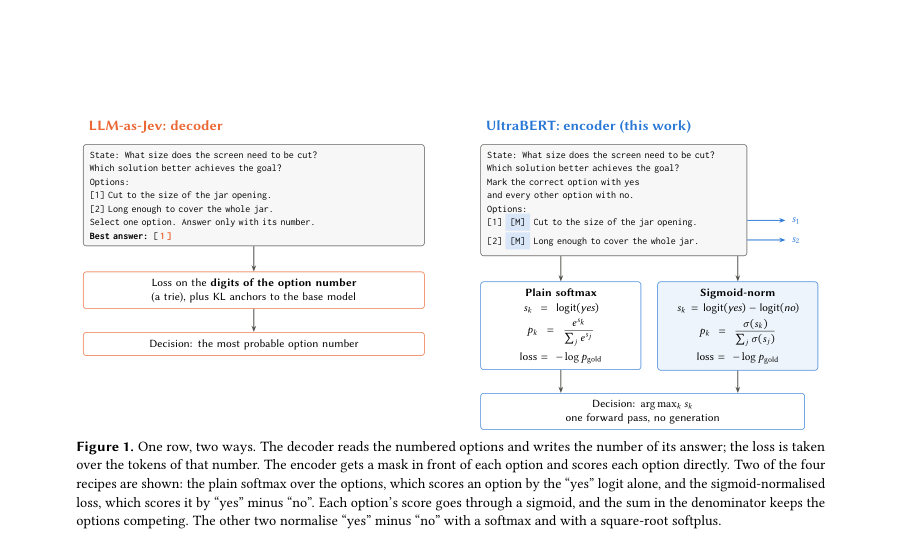 LLM-as-Jev: decoder
State: What size does the screen need to be cut?
Which solution better achieves the goal?
Options:
[1] Cut to the size of the jar opening.
[2] Long enough to cover the whole jar.
Select one option. Answer only with its number.
Best answer: [1]
Loss on the digits of the option number
(a trie), plus KL anchors to the base model
Decision: the most probable option number
UltraBERT: encoder (this work)
State: What size does the screen need to be cut?
Which solution better achieves the goal?
Mark the correct option with yes
and every other option with no.
Options:
[1] [M] Cut to the size of the jar opening.
[2] [M] Long enough to cover the whole jar.
s₁
s₂
Plain softmax
sₖ = logit(yes)
pₖ = e^{sₖ} / ∑ⱼ e^{sⱼ}
loss = − log p_gold
Sigmoid-norm
sₖ = logit(yes) − logit(no)
pₖ = σ(sₖ) / ∑ⱼ σ(sⱼ)
loss = − log p_gold
Decision: arg maxₖ sₖ
one forward pass, no generation
Figure 1. One row, two ways. The decoder reads the numbered options and writes the number of its answer; the loss is taken
over the tokens of that number. The encoder gets a mask in front of each option and scores each option directly. Two of the four
recipes are shown: the plain softmax over the options, which scores an option by the “yes” logit alone, and the sigmoid-normalised
loss, which scores it by “yes” minus “no”. Each option’s score goes through a sigmoid, and the sum in the denominator keeps the
options competing. The other two normalise “yes” minus “no” with a softmax and with a square-root softplus.